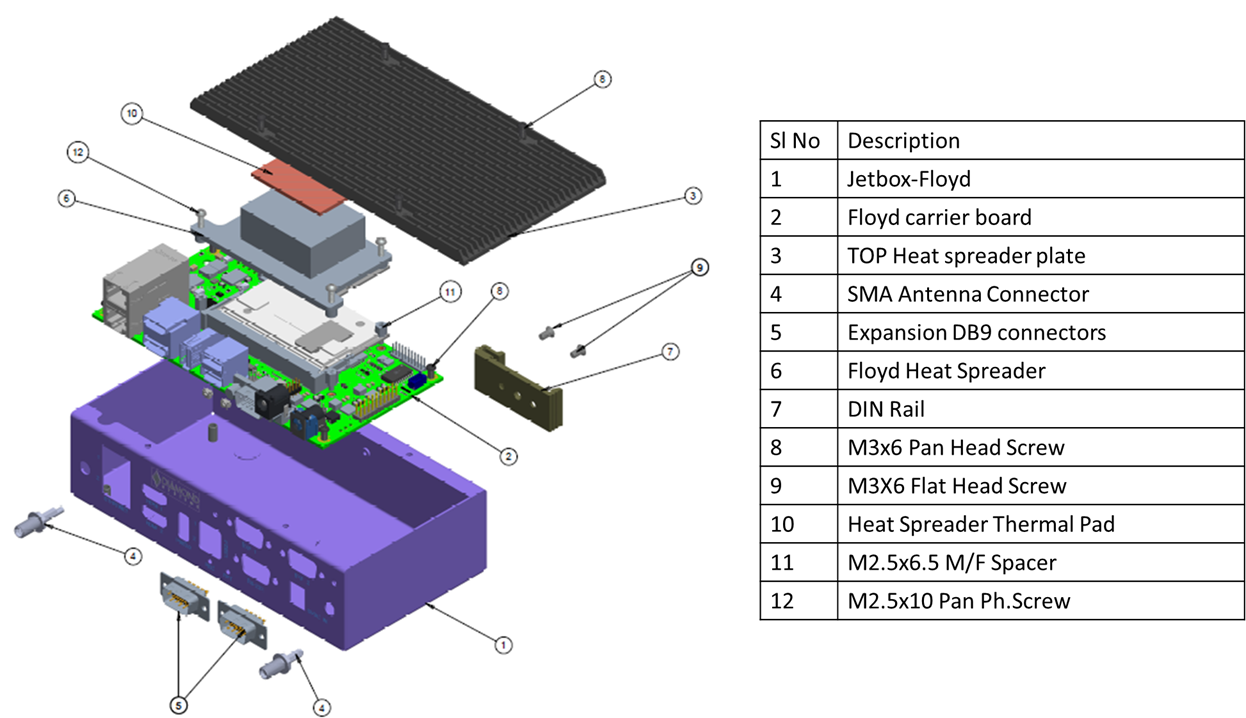 10
12
6
3
9
11
8
7
2
DIAMOND
4
1
5
4
Sl No Description
1 Jetbox-Floyd
2 Floyd carrier board
3 TOP Heat spreader plate
4 SMA Antenna Connector
5 Expansion DB9 connectors
6 Floyd Heat Spreader
7 DIN Rail
8 M3x6 Pan Head Screw
9 M3X6 Flat Head Screw
10 Heat Spreader Thermal Pad
11 M2.5x6.5 M/F Spacer
12 M2.5x10 Pan Ph.Screw